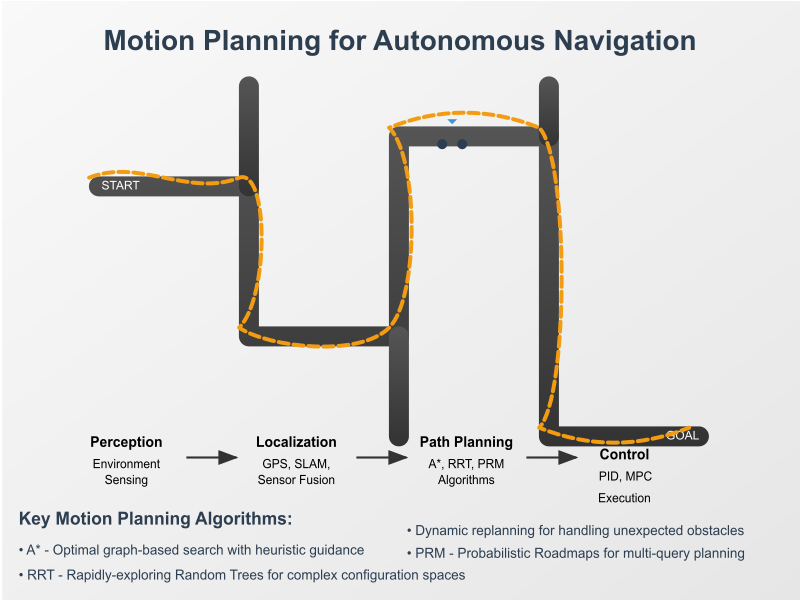 Motion Planning for Autonomous Navigation
START
GOAL
Perception
Environment
Sensing
Localization
GPS, SLAM,
Sensor Fusion
Path Planning
A*, RRT, PRM
Algorithms
Control
PID, MPC
Execution
Key Motion Planning Algorithms:
• A* - Optimal graph-based search with heuristic guidance
• RRT - Rapidly-exploring Random Trees for complex configuration spaces
• Dynamic replanning for handling unexpected obstacles
• PRM - Probabilistic Roadmaps for multi-query planning